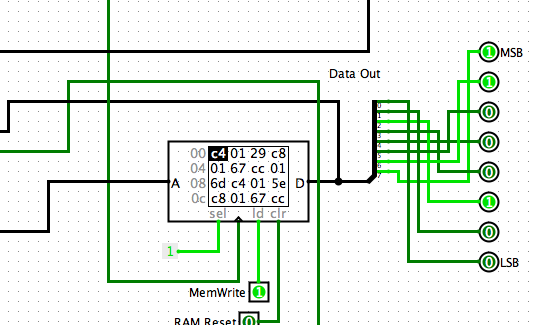 MSB
Data Out
1
1
0
0
00 c4 01 29 c8
04 01 67 cc 01
A 08 6d c4 01 5e D
0c c8 01 67 cc
0
sel ld clr
1
1
0
MemWrite 1
LSB 0
RAM Reset 0